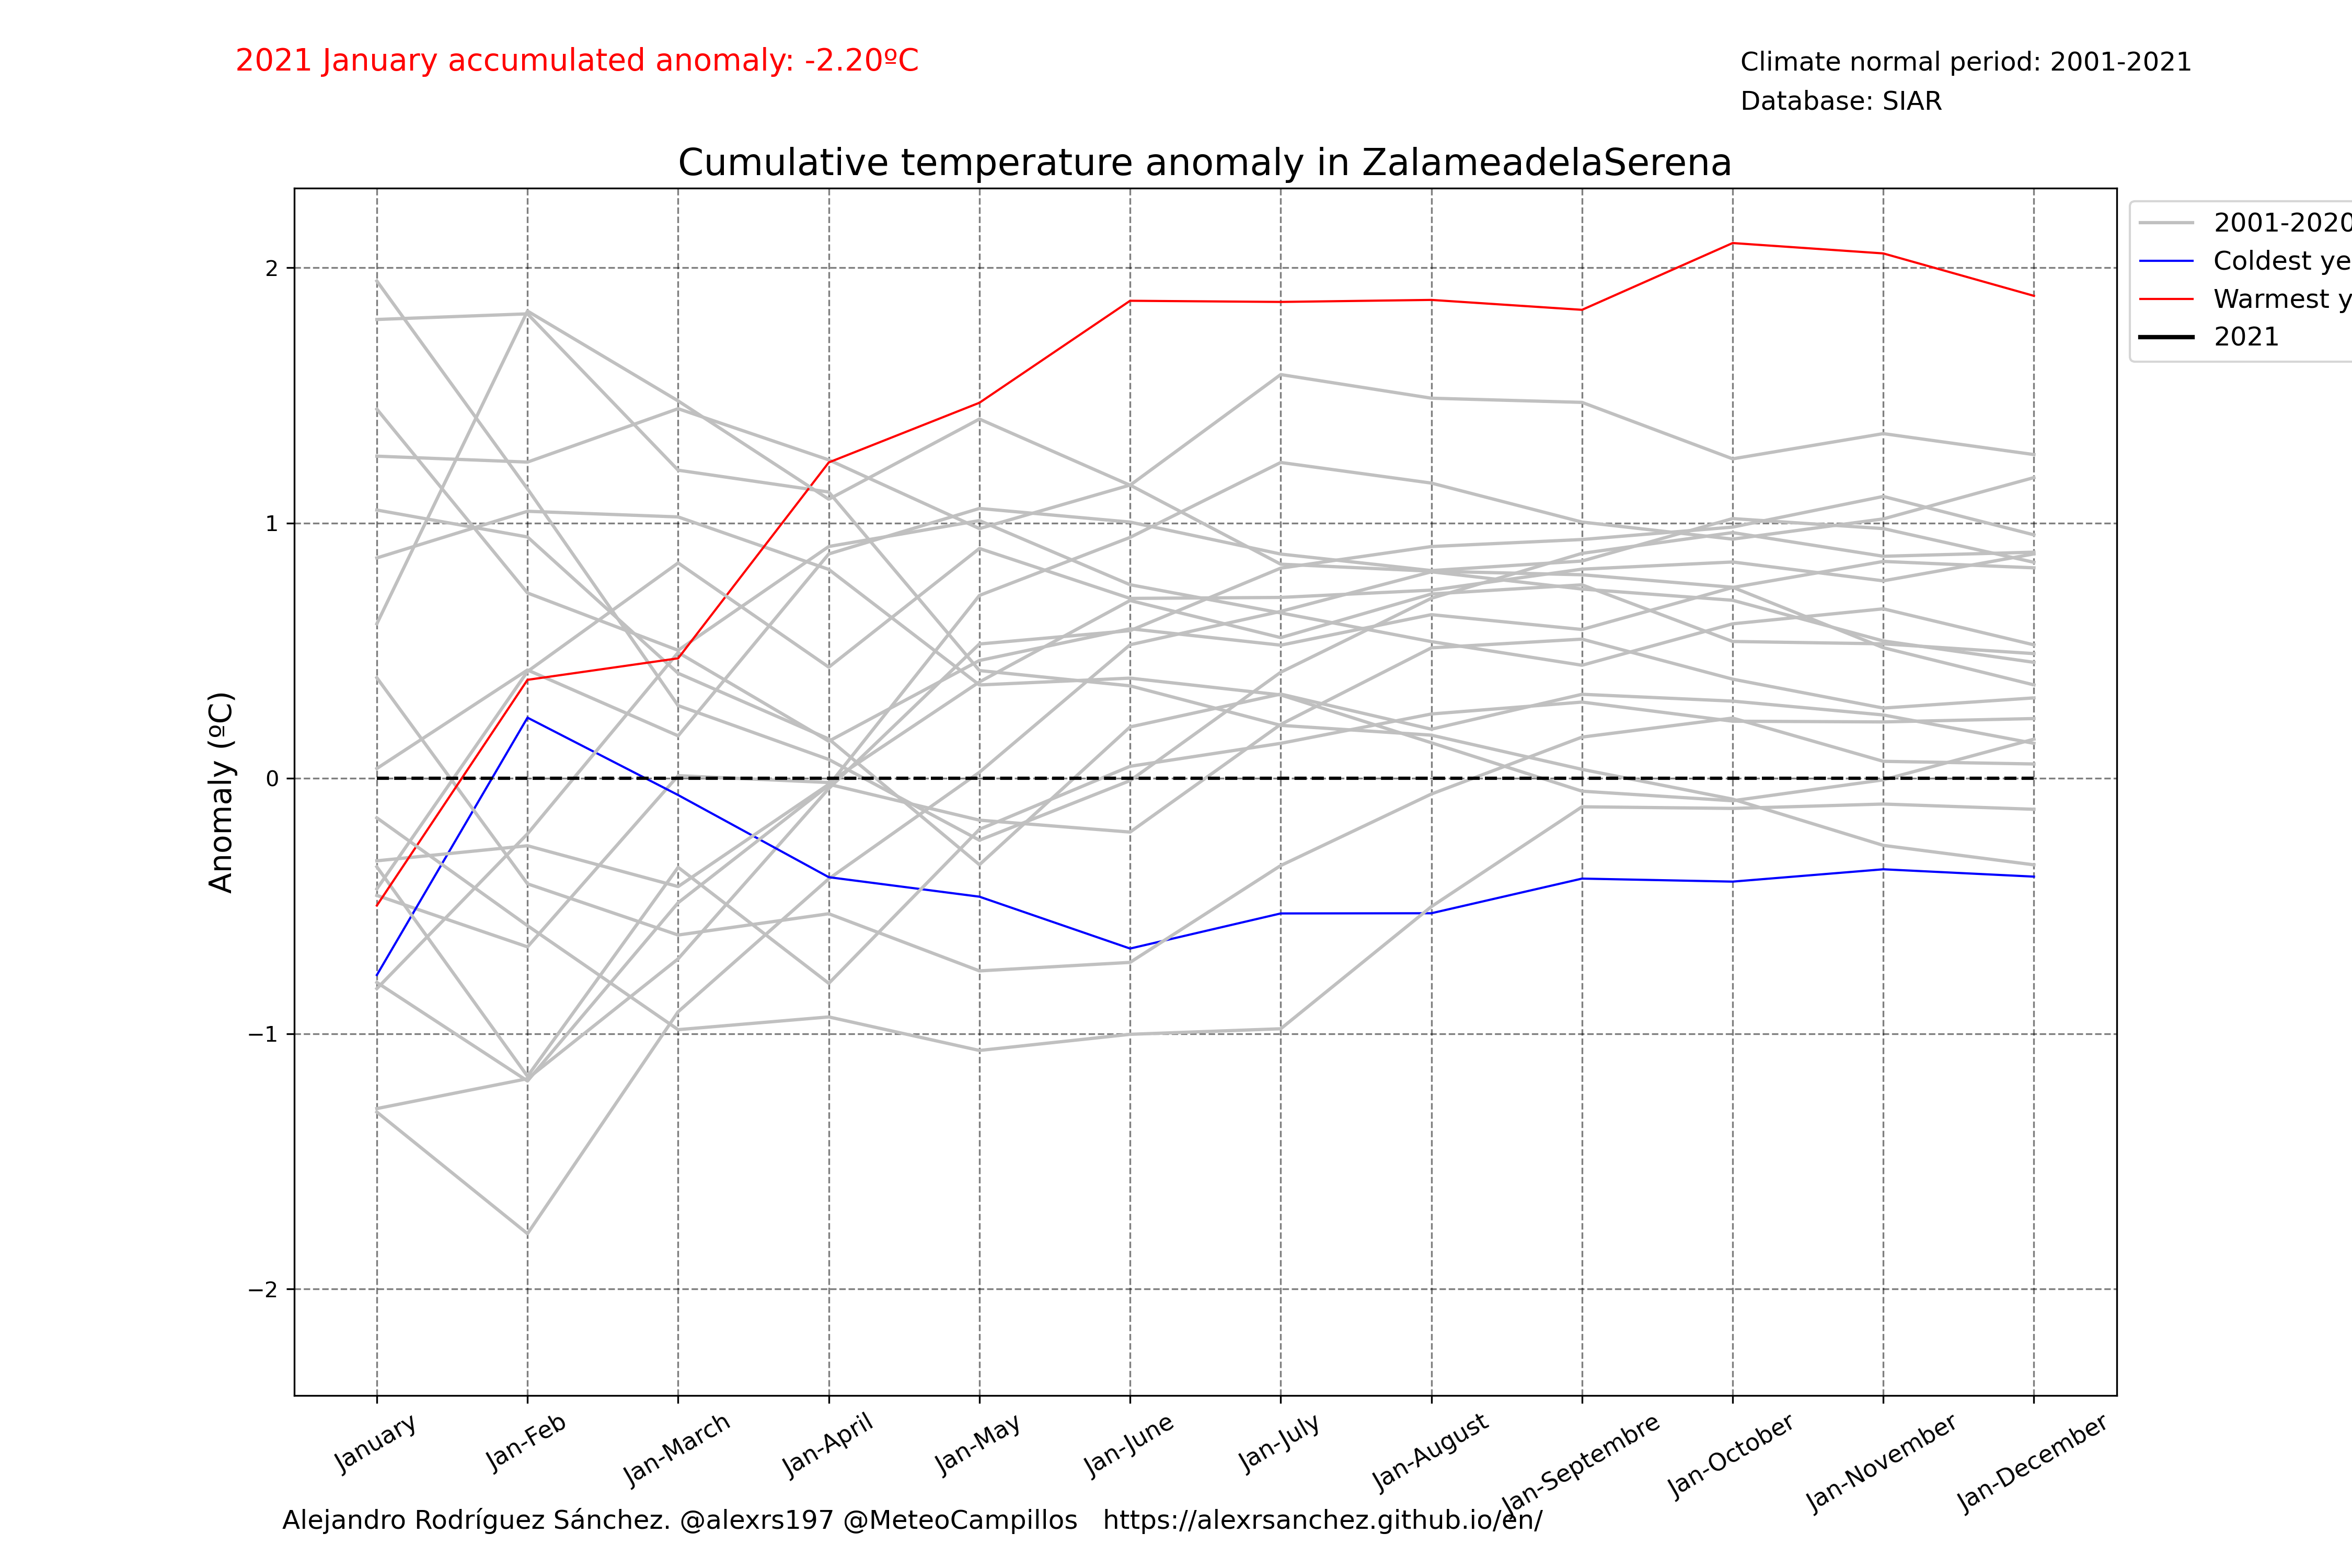 2021 January accumulated anomaly: -2.20ºC
Climate normal period: 2001-2021
Database: SIAR
Cumulative temperature anomaly in ZalameadelaSerena
2001-2020
Coldest ye
Warmest y
2021
Anomaly (ºC)
2
1
0
−1
−2
January
Jan-Feb
Jan-March
Jan-April
Jan-May
Jan-June
Jan-July
Jan-August
Jan-Septembre
Jan-October
Jan-November
Jan-December
Alejandro Rodríguez Sánchez. @alexrs197 @MeteoCampillos https://alexrsanchez.github.io/en/